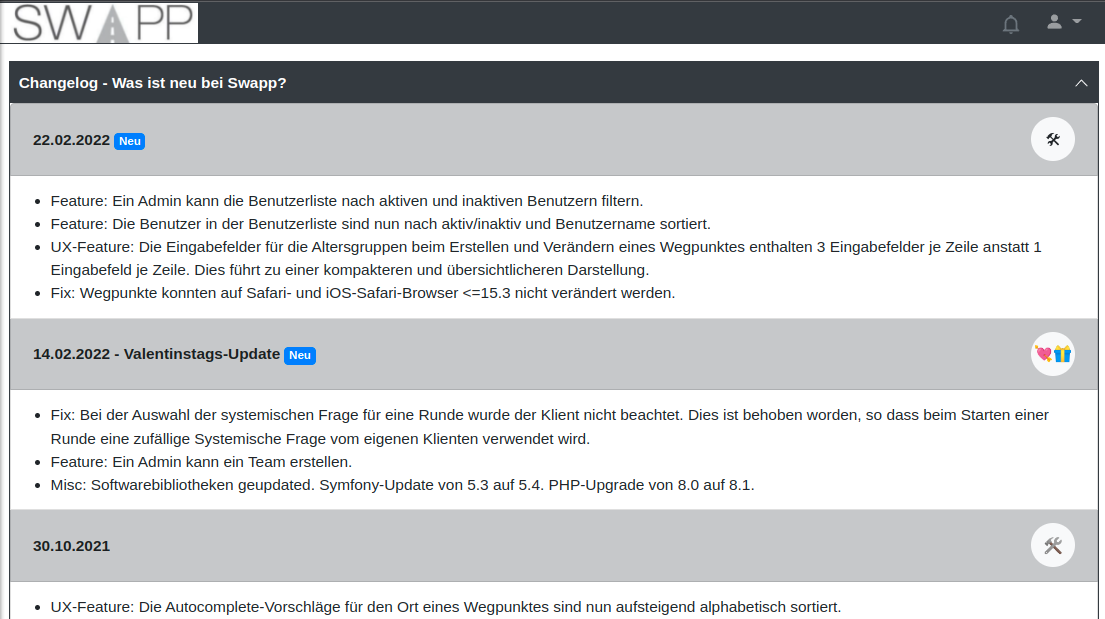 SWAPP
Changelog - Was ist neu bei Swapp?
22.02.2022 Neu
Feature: Ein Admin kann die Benutzerliste nach aktiven und inaktiven Benutzern filtern.
Feature: Die Benutzer in der Benutzerliste sind nun nach aktiv/inaktiv und Benutzername sortiert.
UX-Feature: Die Eingabefelder für die Altersgruppen beim Erstellen und Verändern eines Wegpunktes enthalten 3 Eingabefelder je Zeile anstatt 1
Eingabefeld je Zeile. Dies führt zu einer kompakteren und übersichtlicheren Darstellung.
Fix: Wegpunkte konnten auf Safari- und iOS-Safari-Browser <=15.3 nicht verändert werden.
14.02.2022 - Valentinstags-Update Neu
Fix: Bei der Auswahl der systemischen Frage für eine Runde wurde der Klient nicht beachtet. Dies ist behoben worden, so dass beim Starten einer
Runde eine zufällige Systemische Frage vom eigenen Klienten verwendet wird.
Feature: Ein Admin kann ein Team erstellen.
Misc: Softwarebibliotheken geupdated. Symfony-Update von 5.3 auf 5.4. PHP-Upgrade von 8.0 auf 8.1.
30.10.2021
UX-Feature: Die Autocomplete-Vorschläge für den Ort eines Wegpunktes sind nun aufsteigend alphabetisch sortiert.